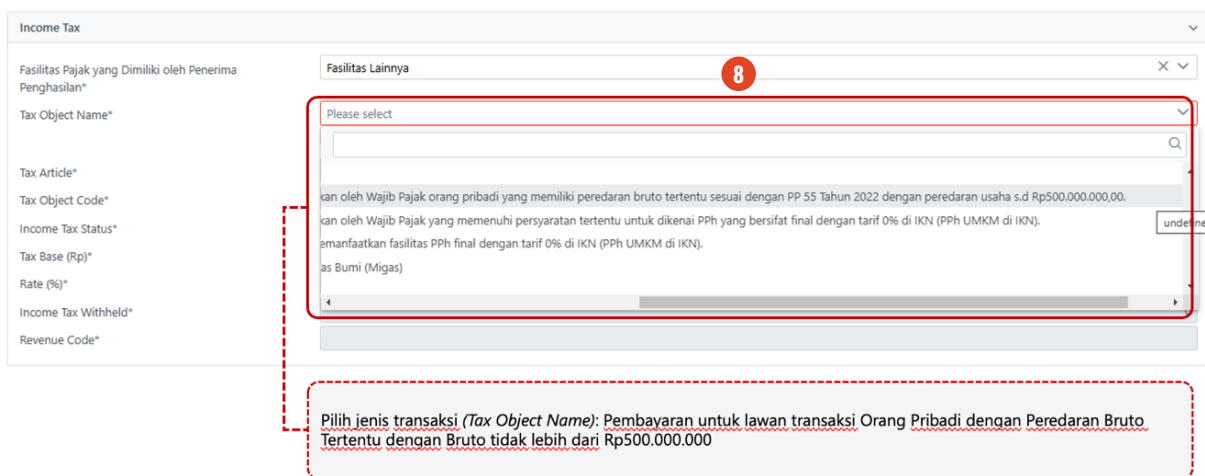 Income Tax
Fasilitas Pajak yang Dimiliki oleh Penerima
Penghasilan*
Fasilitas Lainnya
8
Tax Object Name*
Please select
Tax Article*
Tax Object Code*
kan oleh Wajib Pajak orang pribadi yang memiliki peredaran bruto tertentu sesuai dengan PP 55 Tahun 2022 dengan peredaran usaha s.d Rp500.000.000,00.
Income Tax Status*
kan oleh Wajib Pajak yang memenuhi persyaratan tertentu untuk dikenai PPh yang bersifat final dengan tarif 0% di IKN (PPh UMKM di IKN).
undefine
Tax Base (Rp)*
emanfaatkan fasilitas PPh final dengan tarif 0% di IKN (PPh UMKM di IKN).
Rate (%)*
as Bumi (Migas)
Income Tax Withheld*
Revenue Code*
Pilih jenis transaksi (Tax Object Name): Pembayaran untuk lawan transaksi Orang Pribadi dengan Peredaran Bruto
Tertentu dengan Bruto tidak lebih dari Rp500.000.000